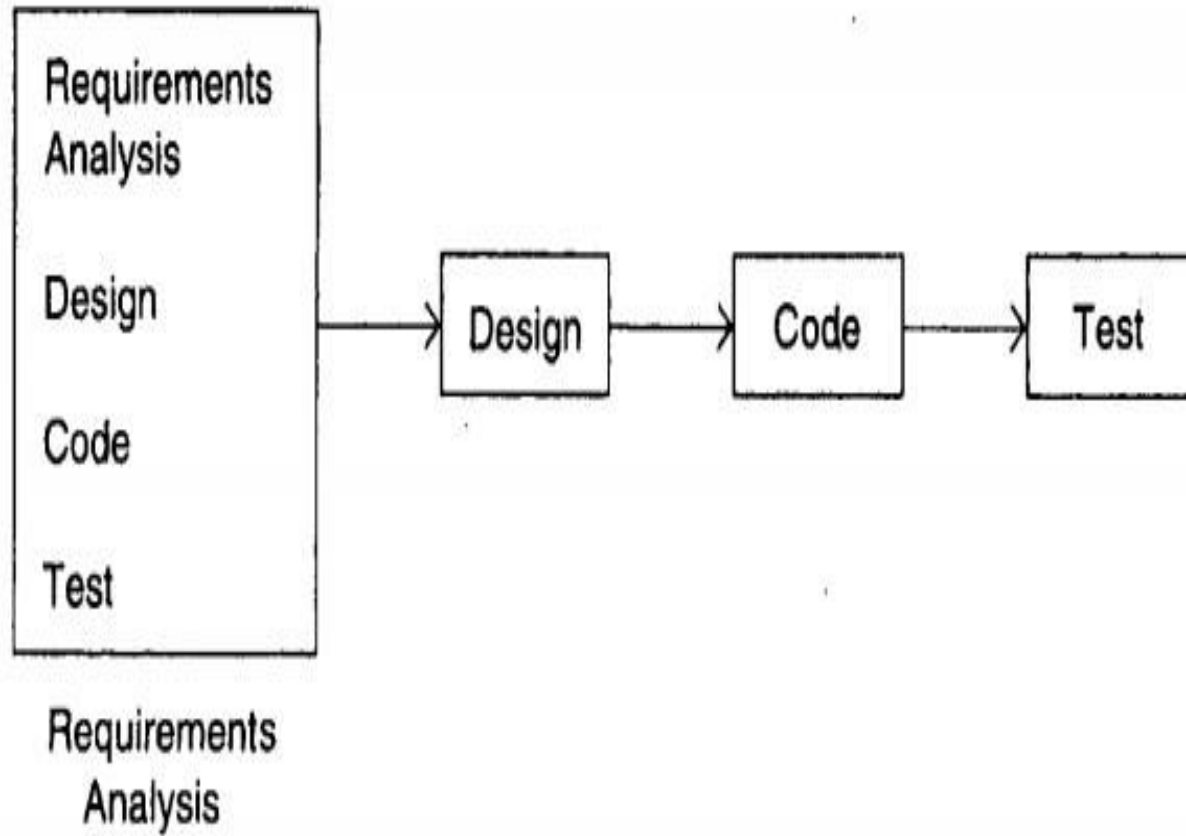 Requirements
Analysis
Design
Code
Test
Design
Code
Test
Requirements
Analysis